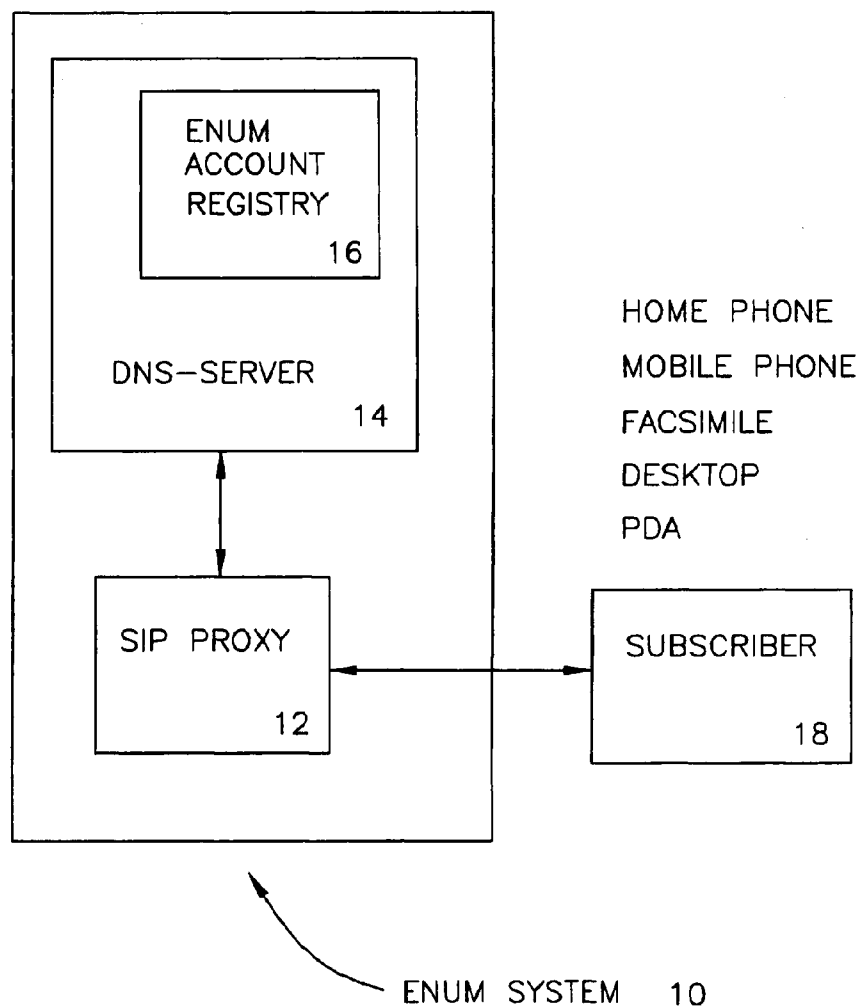 ENUM
ACCOUNT
REGISTRY
16
DNS-SERVER
14
HOME PHONE
MOBILE PHONE
FACSIMILE
DESKTOP
PDA
SIP PROXY
12
SUBSCRIBER
18
ENUM SYSTEM 10